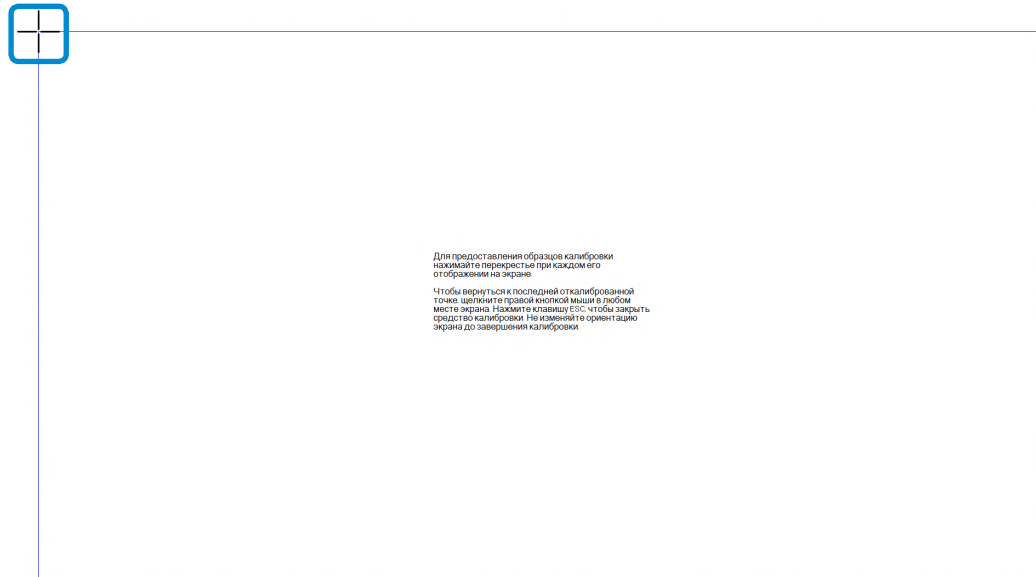 Для предоставления образцов калибровки
нажимайте перекрестье при каждом его
отображении на экране.
Чтобы вернуться к последней откалиброванной
точке, щелкните правой кнопкой мыши в любом
месте экрана. Нажмите клавишу ESC, чтобы закрыть
средство калибровки. Не изменяйте ориентацию
экрана до завершения калибровки.